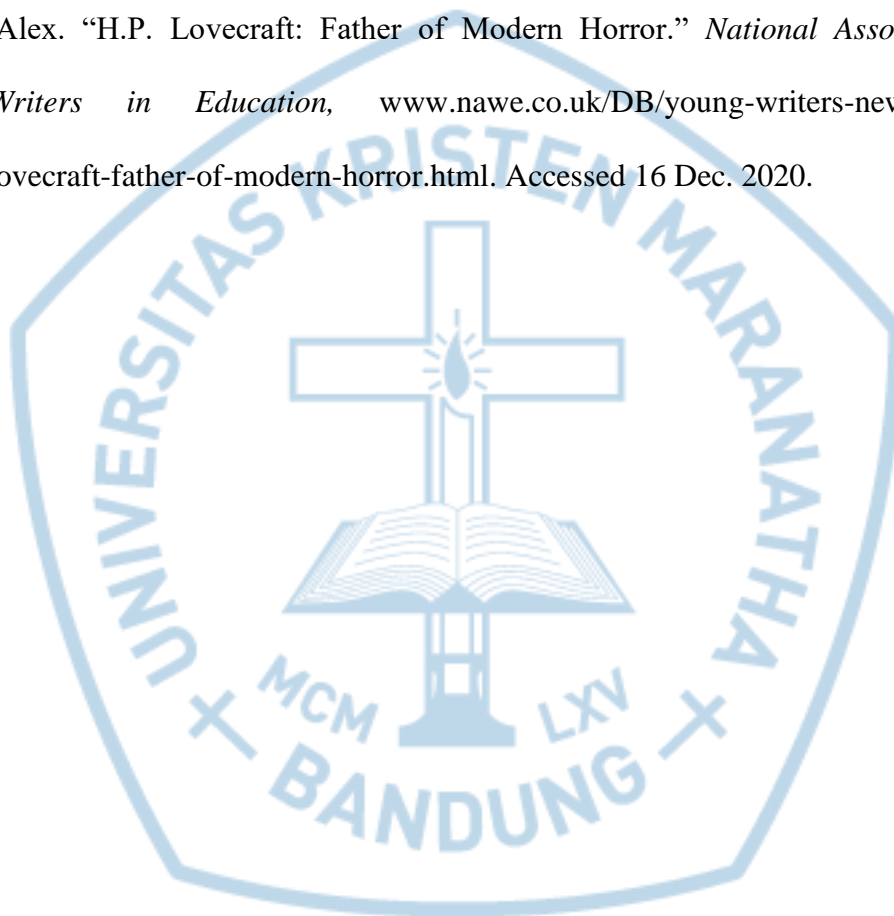 Alex. “H.P. Lovecraft: Father of Modern Horror.” National Asso
Writers in Education, www.nawe.co.uk/DB/young-writers-new
ovecraft-father-of-modern-horror.html. Accessed 16 Dec. 2020.
UNIVERSITAS KRISTEN MARANATHA
MCM LXV
BANDUNG